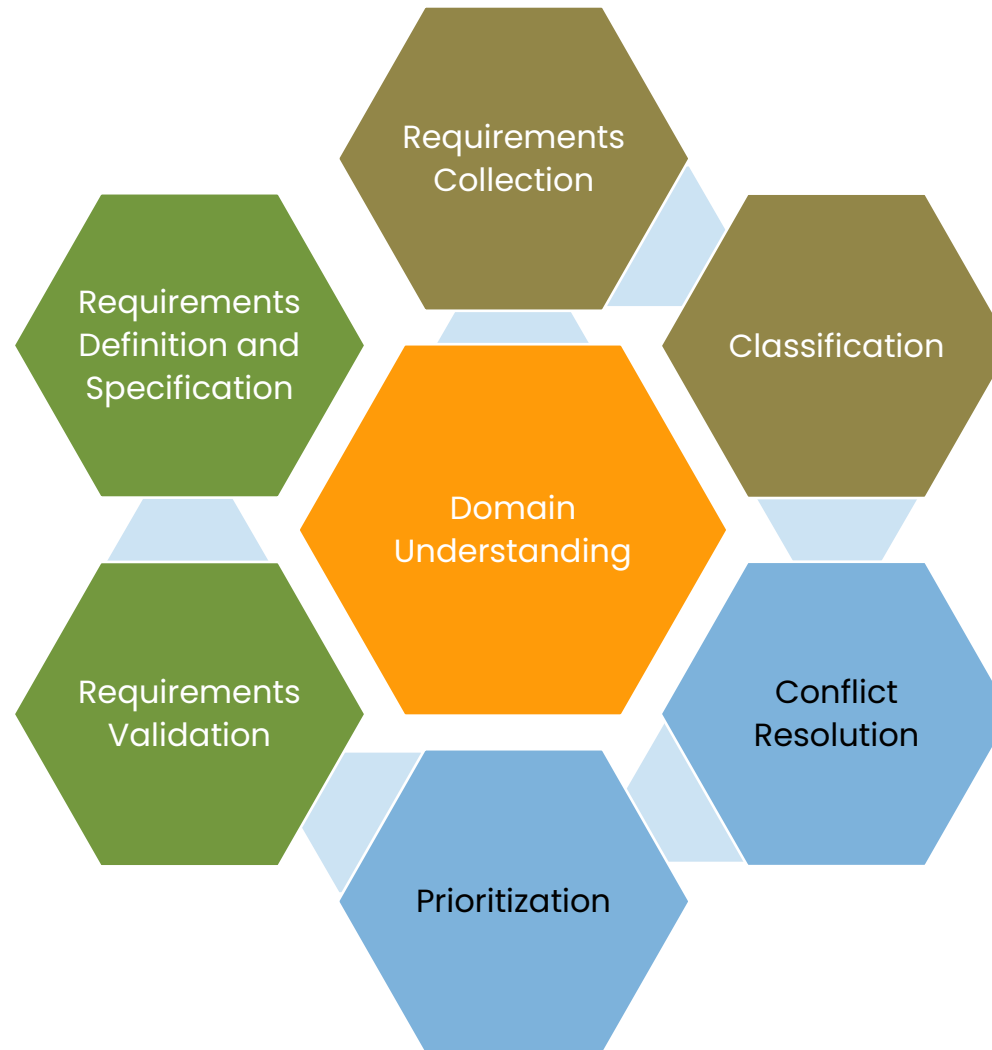 Requirements
Collection
Classification
Conflict
Resolution
Prioritization
Requirements
Validation
Requirements
Definition and
Specification
Domain
Understanding